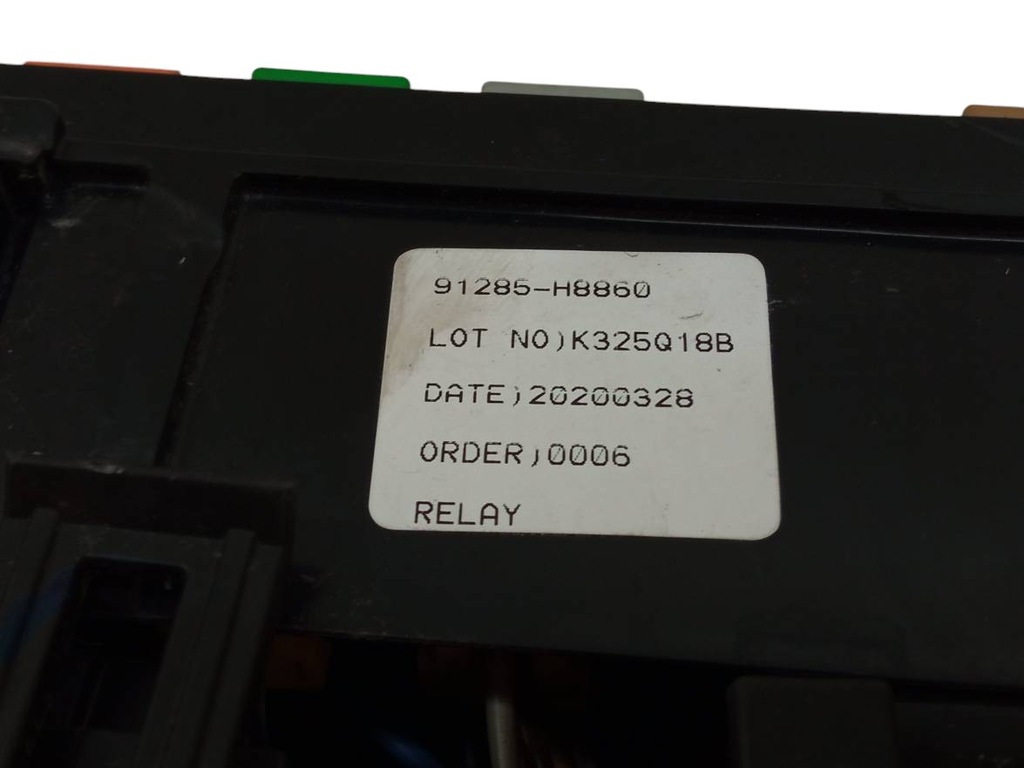 91285-H8860
LOT NO)K325Q18B
DATE)20200328
ORDER)0006
RELAY